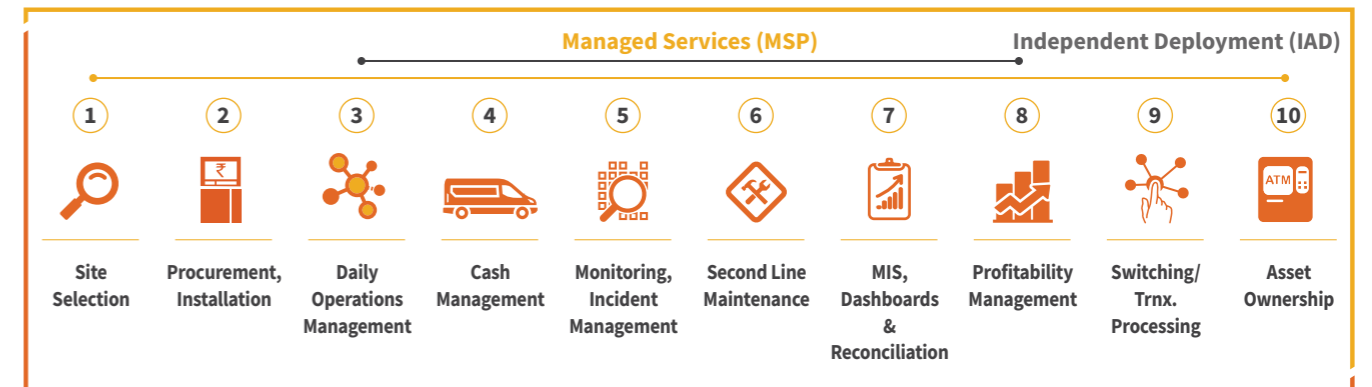 Managed Services (MSP)
Independent Deployment (IAD)
1
2
3
4
5
6
7
8
9
10
₹
ATM
Site
Selection
Procurement,
Installation
Daily
Operations
Management
Cash
Management
Monitoring,
Incident
Management
Second Line
Maintenance
MIS,
Dashboards
&
Reconciliation
Profitability
Management
Switching/
Trnx.
Processing
Asset
Ownership